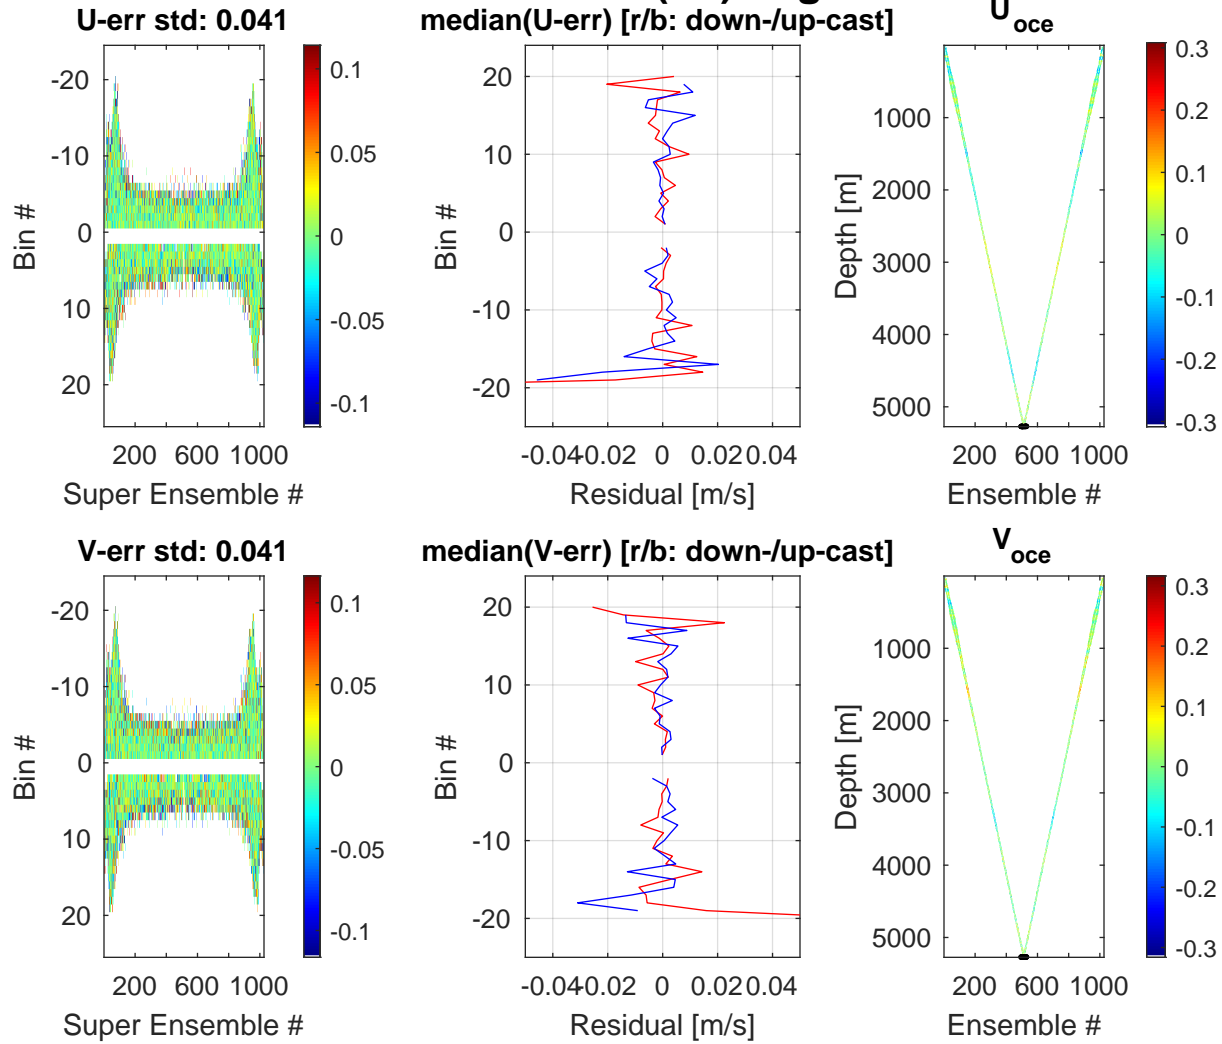 U-err std: 0.041
-20
-10
0
10
20
Bin #
200 600 1000
Super Ensemble #
0.1
0.05
0
-0.05
-0.1
median(U-err) [r/b: down-/up-cast]
20
10
0
-10
-20
Bin #
-0.04 -0.02 0 0.02 0.04
Residual [m/s]
U_oce
1000
2000
3000
4000
5000
Depth [m]
200 600 1000
Ensemble #
0.3
0.2
0.1
0
-0.1
-0.2
-0.3
V-err std: 0.041
-20
-10
0
10
20
Bin #
200 600 1000
Super Ensemble #
0.1
0.05
0
-0.05
-0.1
median(V-err) [r/b: down-/up-cast]
20
10
0
-10
-20
Bin #
-0.04 -0.02 0 0.02 0.04
Residual [m/s]
V_oce
1000
2000
3000
4000
5000
Depth [m]
200 600 1000
Ensemble #
0.3
0.2
0.1
0
-0.1
-0.2
-0.3